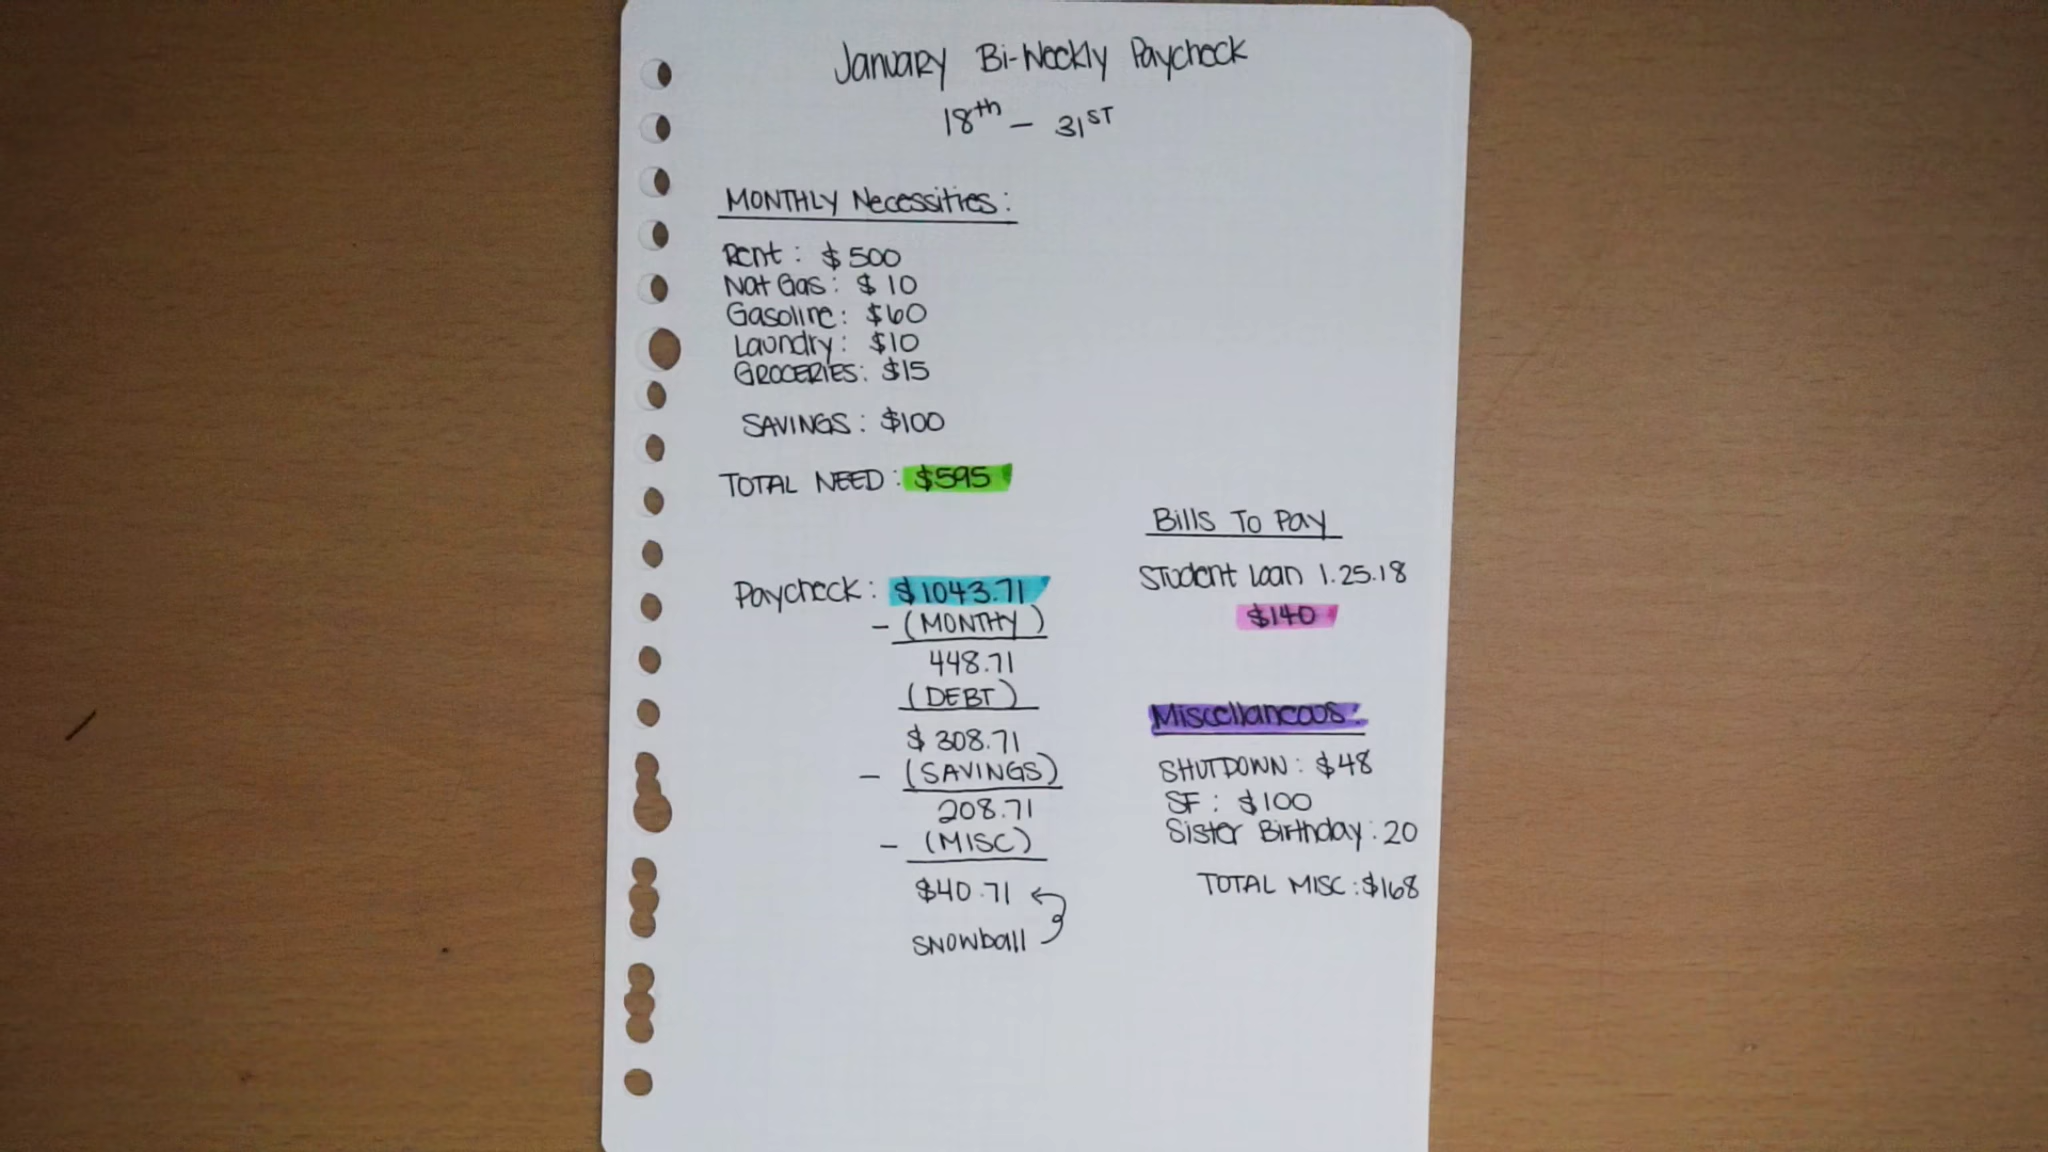 January Bi-Weekly Paycheck
18th - 31ST
MONTHLY Necessities:
Rent: $500
Nat Gas: $10
Gasoline: $60
Laundry: $10
GROCERIES: $15
SAVINGS: $100
TOTAL NEED: $595
Paycheck: $1043.71
- (MONTHY)
448.71
(DEBT)
$308.71
- (SAVINGS)
208.71
- (MISC)
$40.71
SNOWball
Bills To Pay
Student Loan 1.25.18
$140
Miscellaneous:
SHUTDOWN: $48
SF: $100
Sister Birthday: 20
TOTAL MISC: $168